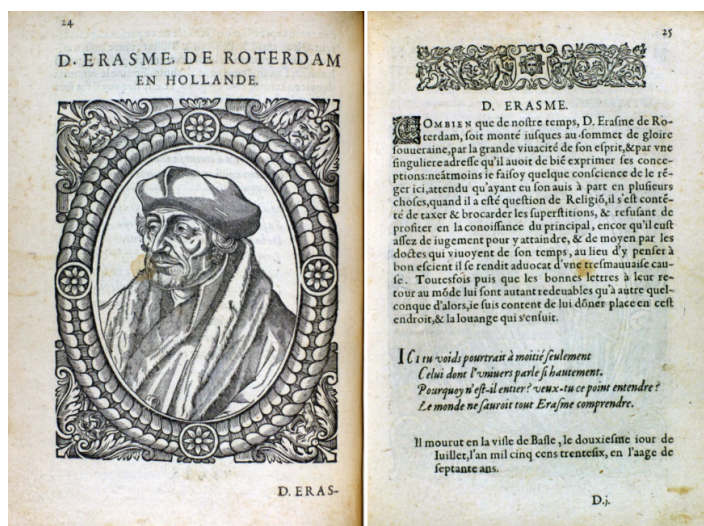 24
D. ERASME, DE ROTERDAM
EN HOLLANDE.
D. ERAS-
25
D. ERASME.
COMBIEN que de nostre temps, D. Erasme de Ro-
terdam, soit monté iusques au sommet de gloire
souueraine, par la grande viuacité de son esprit, & par vne
singuliere adresse qu'il auoit de biē exprimer ses conce-
ptions: neātmoins ie faisoy quelque conscience de le rē-
ger ici, attendu qu'ayant eu son auis à part en plusieurs
choses, quand il a esté question de Religiō, il s'est contē-
té de taxer & brocarder les superstitions, & refusant de
profiter en la conoissance du principal, encor qu'il eust
assez de iugement pour y attaindre, & de moyen par les
doctes qui viuoyent de son temps, au lieu d'y penser à
bon escient il se rendit aduocat d'vne tresmauuaise cau-
se. Toutesfois puis que les bonnes lettres à leur re-
tour au mōde lui sont autant redeuables qu'à autre quel-
conque d'alors, ie suis content de lui dōner place en cest
endroit, & la louange qui s'ensuit.
ICI tu voids pourtrait à moitié seulement
Celui dont l'vniuers parle si hautement.
Pourquoy n'est-il entier? veux-tu ce point entendre?
Le monde ne sauroit tout Erasme comprendre.
Il mourut en la ville de Basle, le douxiesme iour de
Iuillet, l'an mil cinq cens trentesix, en l'aage de
septante ans.
D.j.